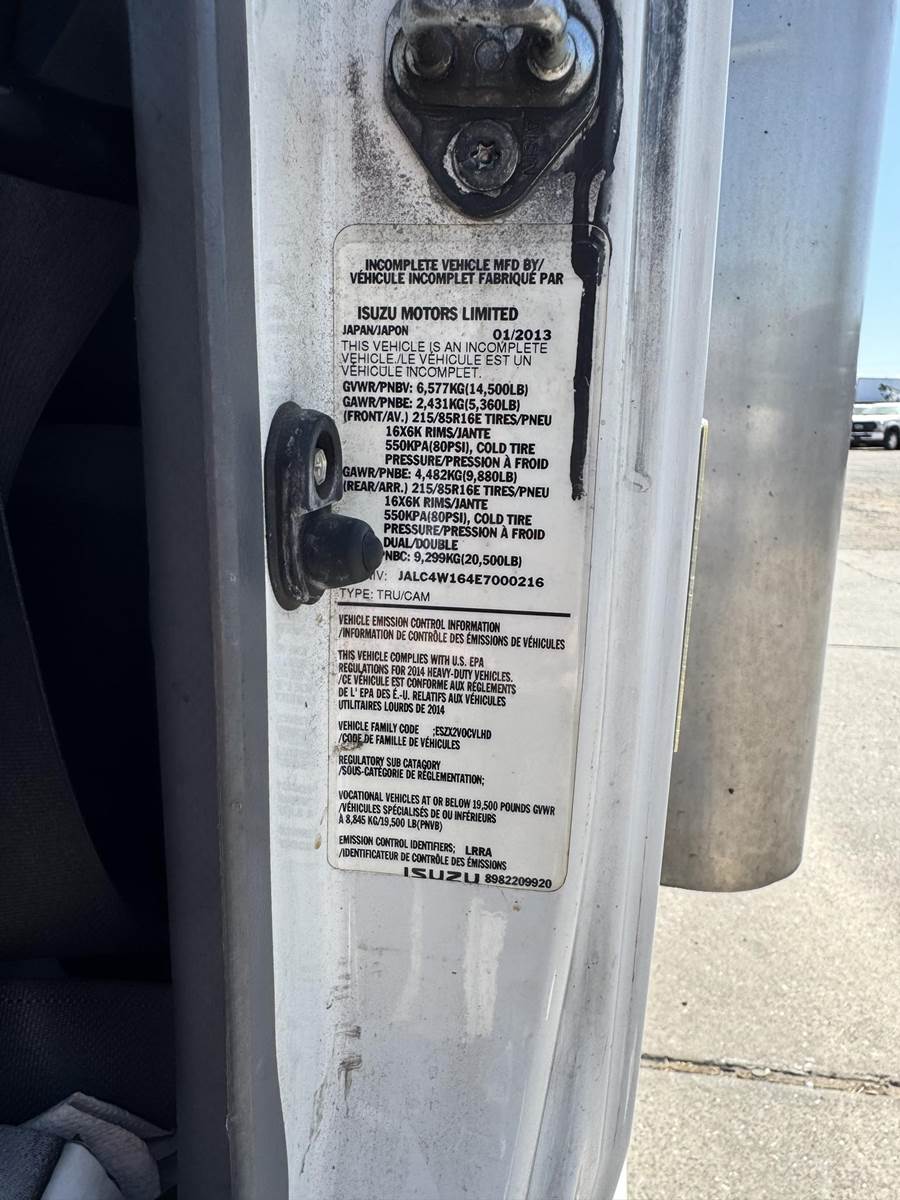 INCOMPLETE VEHICLE MFD BY/
VÉHICULE INCOMPLET FABRIQUÉ PAR
ISUZU MOTORS LIMITED
JAPAN/JAPON 01/2013
THIS VEHICLE IS AN INCOMPLETE
VEHICLE./LE VÉHICULE EST UN
VÉHICULE INCOMPLET.
GVWR/PNBV: 6,577KG(14,500LB)
GAWR/PNBE: 2,431KG(5,360LB)
(FRONT/AV.) 215/85R16E TIRES/PNEU
16X6K RIMS/JANTE
550KPA(80PSI), COLD TIRE
PRESSURE/PRESSION À FROID
GAWR/PNBE: 4,482KG(9,880LB)
(REAR/ARR.) 215/85R16E TIRES/PNEU
16X6K RIMS/JANTE
550KPA(80PSI), COLD TIRE
PRESSURE/PRESSION À FROID
DUAL/DOUBLE
PNBC: 9,299KG(20,500LB)
IV: JALC4W164E7000216
TYPE: TRU/CAM
VEHICLE EMISSION CONTROL INFORMATION
/INFORMATION DE CONTRÔLE DES ÉMISSIONS DE VÉHICULES
THIS VEHICLE COMPLIES WITH U.S. EPA
REGULATIONS FOR 2014 HEAVY-DUTY VEHICLES.
/CE VÉHICULE EST CONFORME AUX RÉGLEMENTS
DE L' EPA DES É.-U. RELATIFS AUX VÉHICULES
UTILITAIRES LOURDS DE 2014
VEHICLE FAMILY CODE ;ESZX2VOCVLHD
/CODE DE FAMILLE DE VÉHICULES
REGULATORY SUB CATAGORY
/SOUS-CATÉGORIE DE RÉGLEMENTATION;
VOCATIONAL VEHICLES AT OR BELOW 19,500 POUNDS GVWR
/VÉHICULES SPÉCIALISÉS DE OU INFÉRIEURS
À 8,845 KG/19,500 LB(PNVB)
EMISSION CONTROL IDENTIFIERS; LRRA
/IDENTIFICATEUR DE CONTRÔLE DES ÉMISSIONS
ISUZU 8982209920